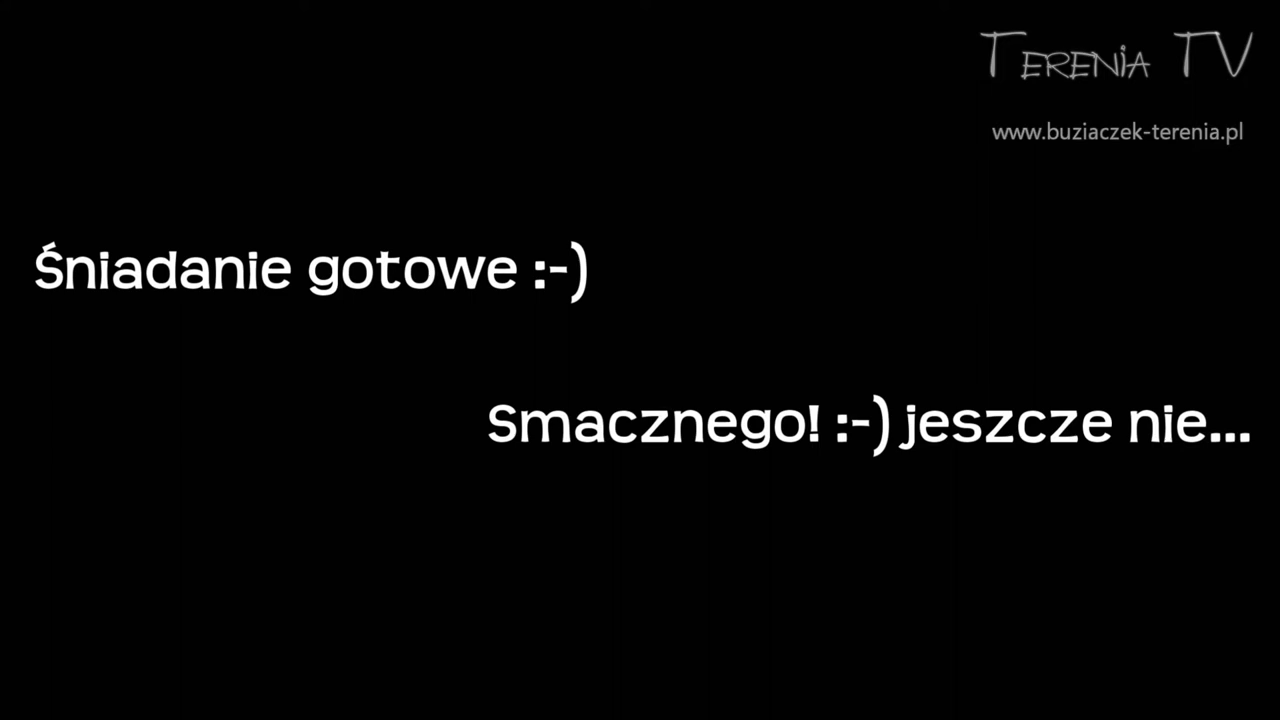 Terenia TV
www.buziaczek-terenia.pl
Śniadanie gotowe :-)
Smacznego! :-) jeszcze nie...